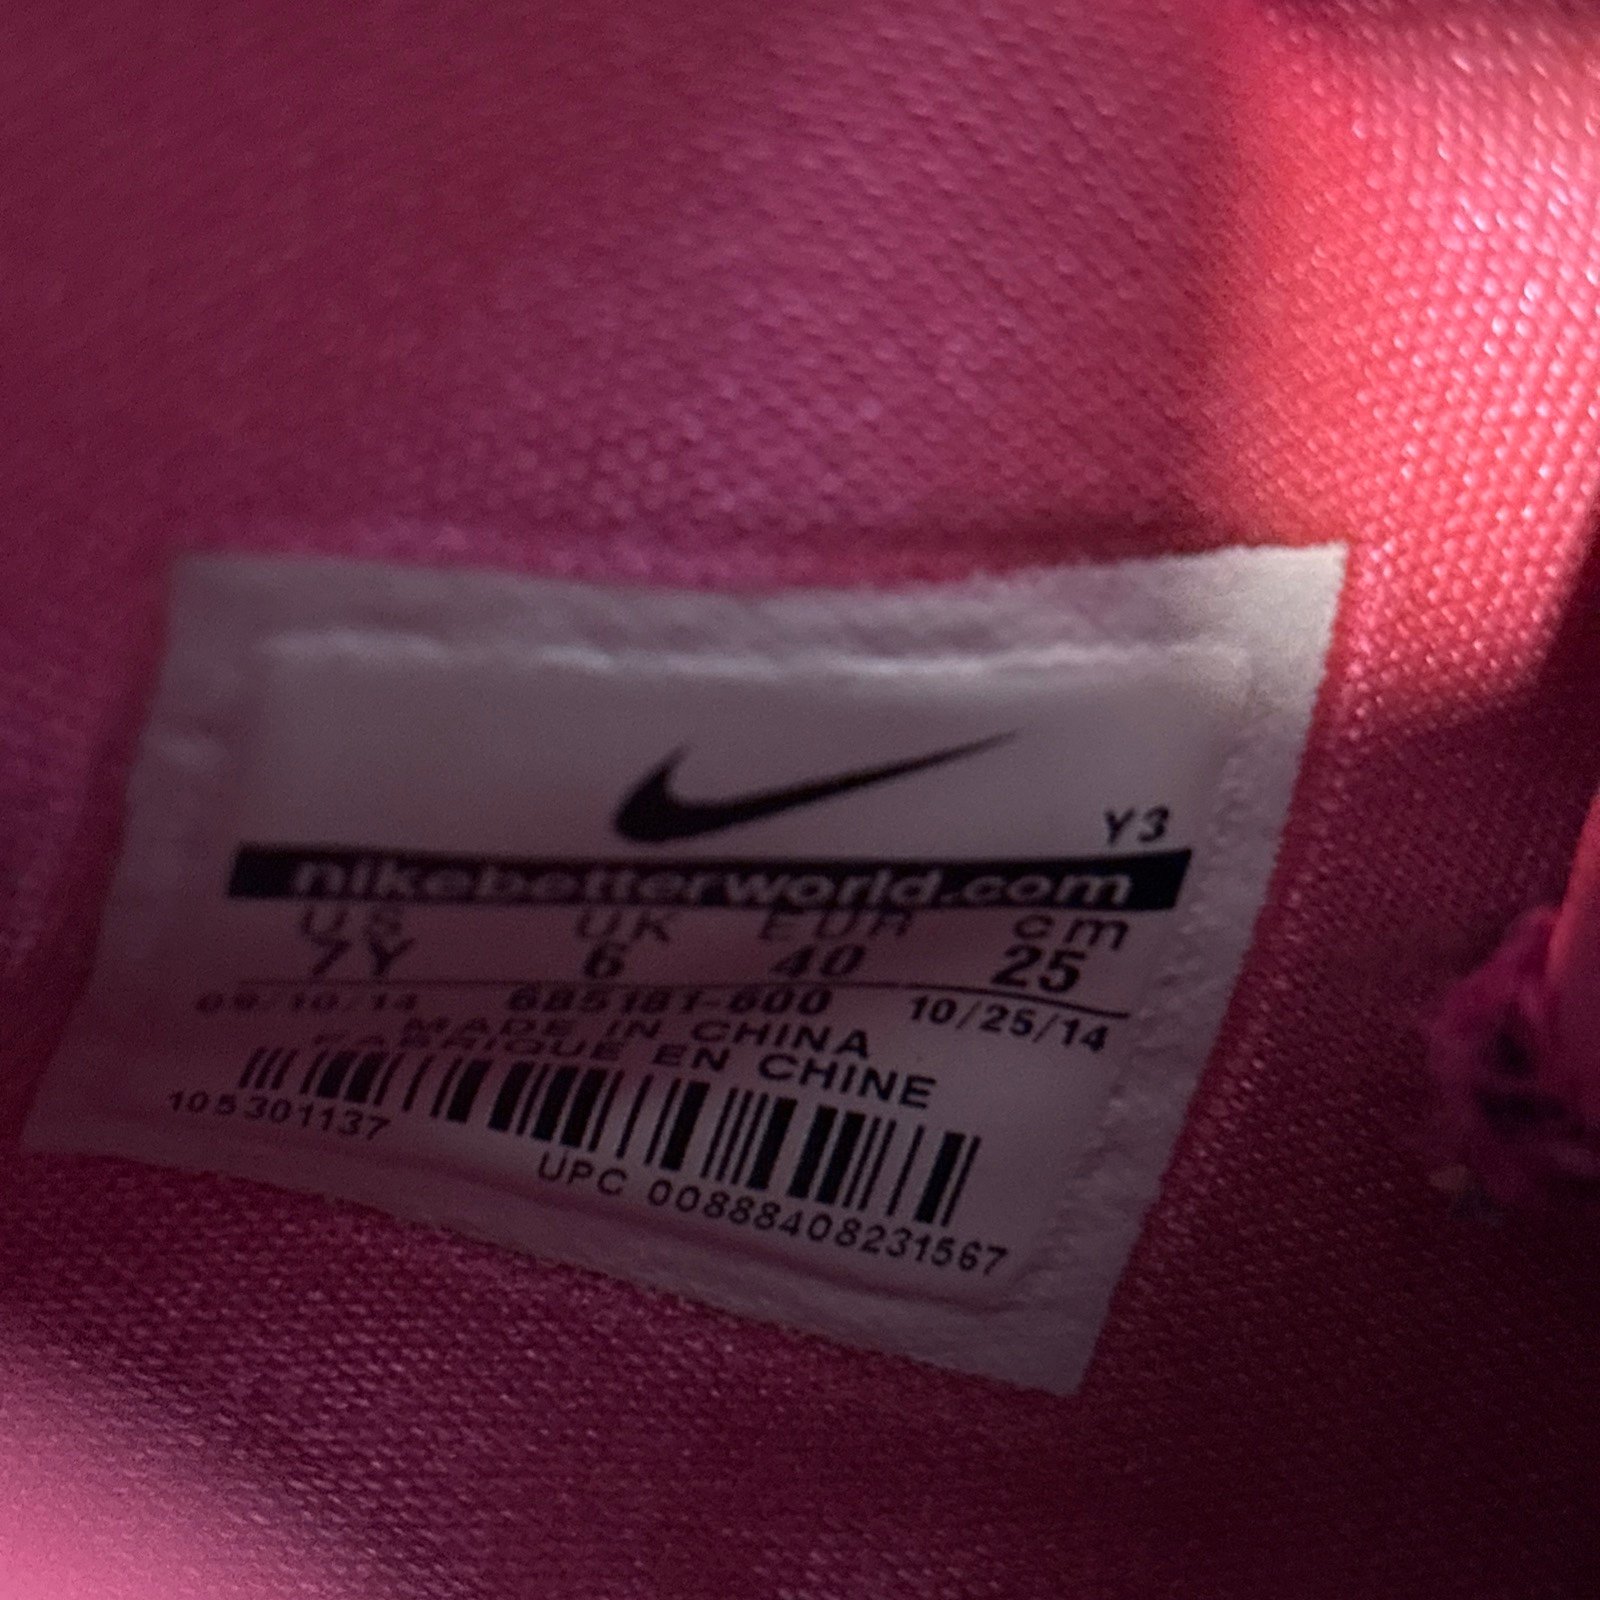 Y3
nikebetterworld.com
US UK EUR cm
7Y 6 40 25
09/10/14 685181-600 10/25/14
MADE IN CHINA
FABRIQUE EN CHINE
105301137
UPC 00888408231567